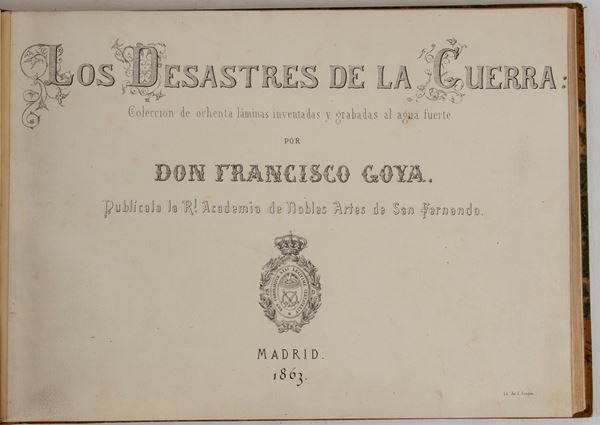 LOS DESASTRES DE LA GUERRA:
Coleccion de ochenta láminas inventadas y grabadas al agua fuerte
POR
DON FRANCISCO GOYA.
Publícala la Rl. Academia de Nobles Artes de San Fernando.
MADRID.
1863.